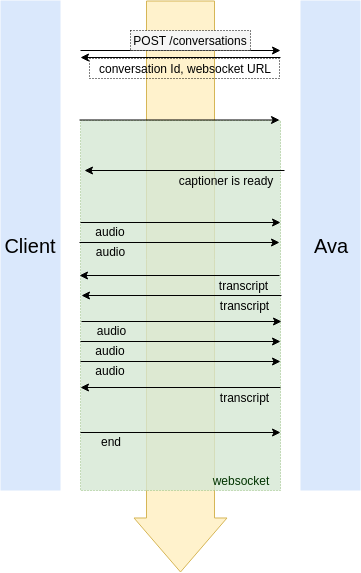 POST /conversations
conversation Id, websocket URL
captioner is ready
audio
Client
Ava
audio
transcript
transcript
audio
audio
audio
transcript
end
websocket